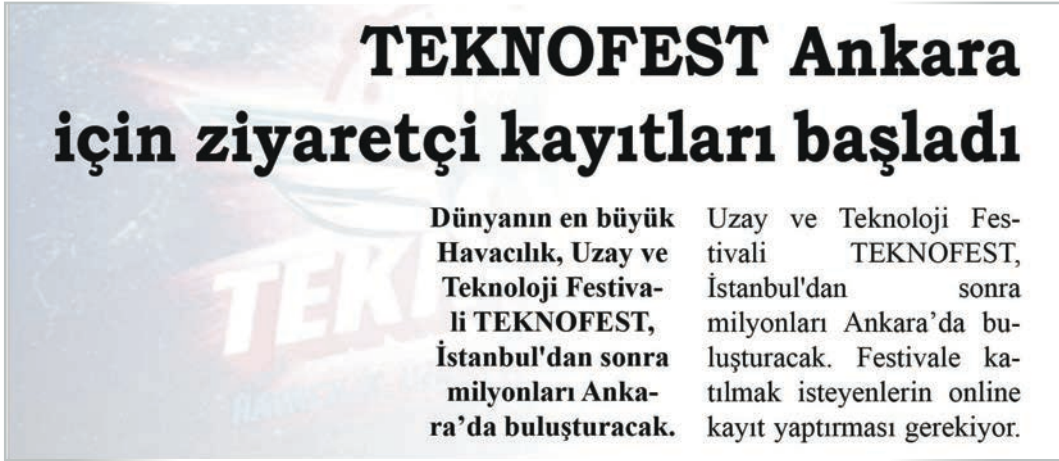 TEKNOFEST Ankara
için ziyaretçi kayıtları başladı
Dünyanın en büyük
Havacılık, Uzay ve
Teknoloji Festiva-
li TEKNOFEST,
İstanbul'dan sonra
milyonları Anka-
ra’da buluşturacak.
Uzay ve Teknoloji Fes-
tivali TEKNOFEST,
İstanbul'dan sonra
milyonları Ankara’da bu-
luşturacak. Festivale ka-
tılmak isteyenlerin online
kayıt yaptırması gerekiyor.